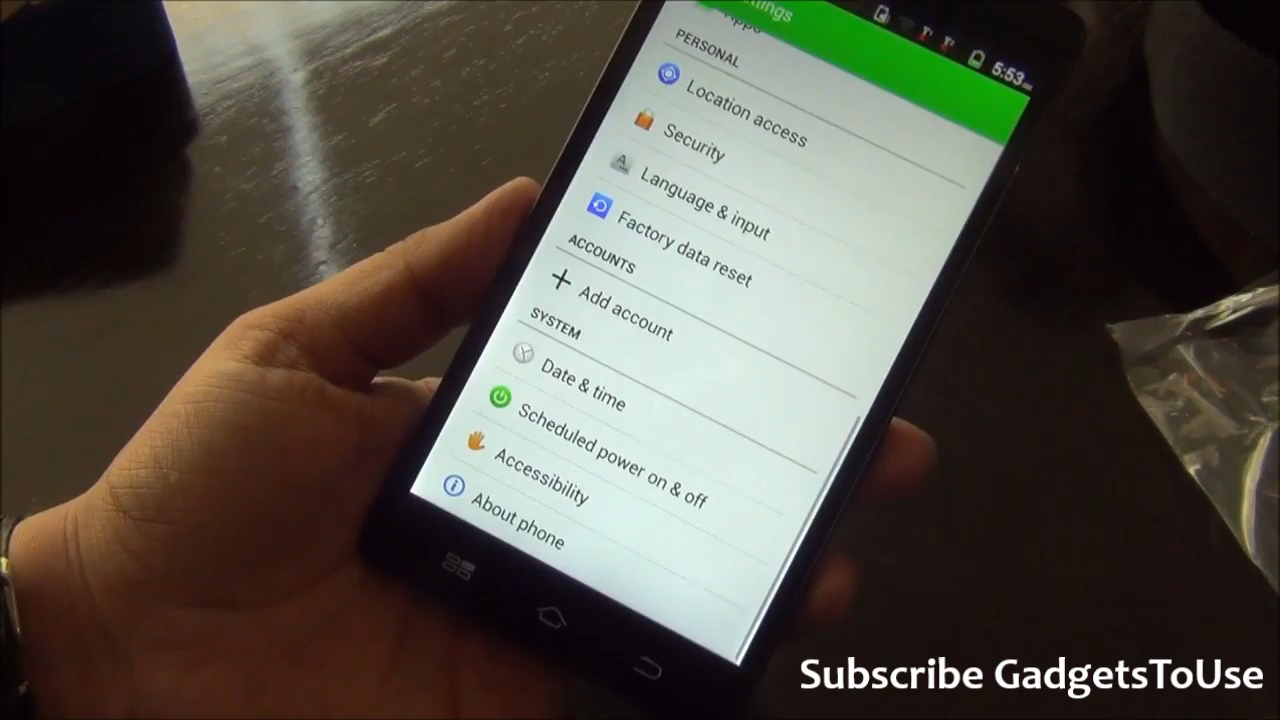 5:53
Apps
PERSONAL
Location access
Security
Language & input
Factory data reset
ACCOUNTS
Add account
SYSTEM
Date & time
Scheduled power on & off
Accessibility
About phone
Subscribe GadgetsToUse